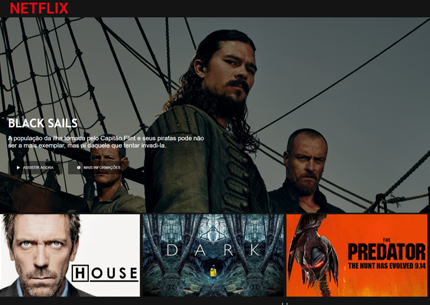 NETFLIX
BLACK SAILS
A população da ilha tomada pelo Capitão Flint e seus piratas pode não
ser a mais exemplar, mas ai daquele que tentar invadi-la.
ASSISTIR AGORA
MAIS INFORMAÇÕES
HOUSE
DARK
THE
PREDATOR
THE HUNT HAS EVOLVED 9.14